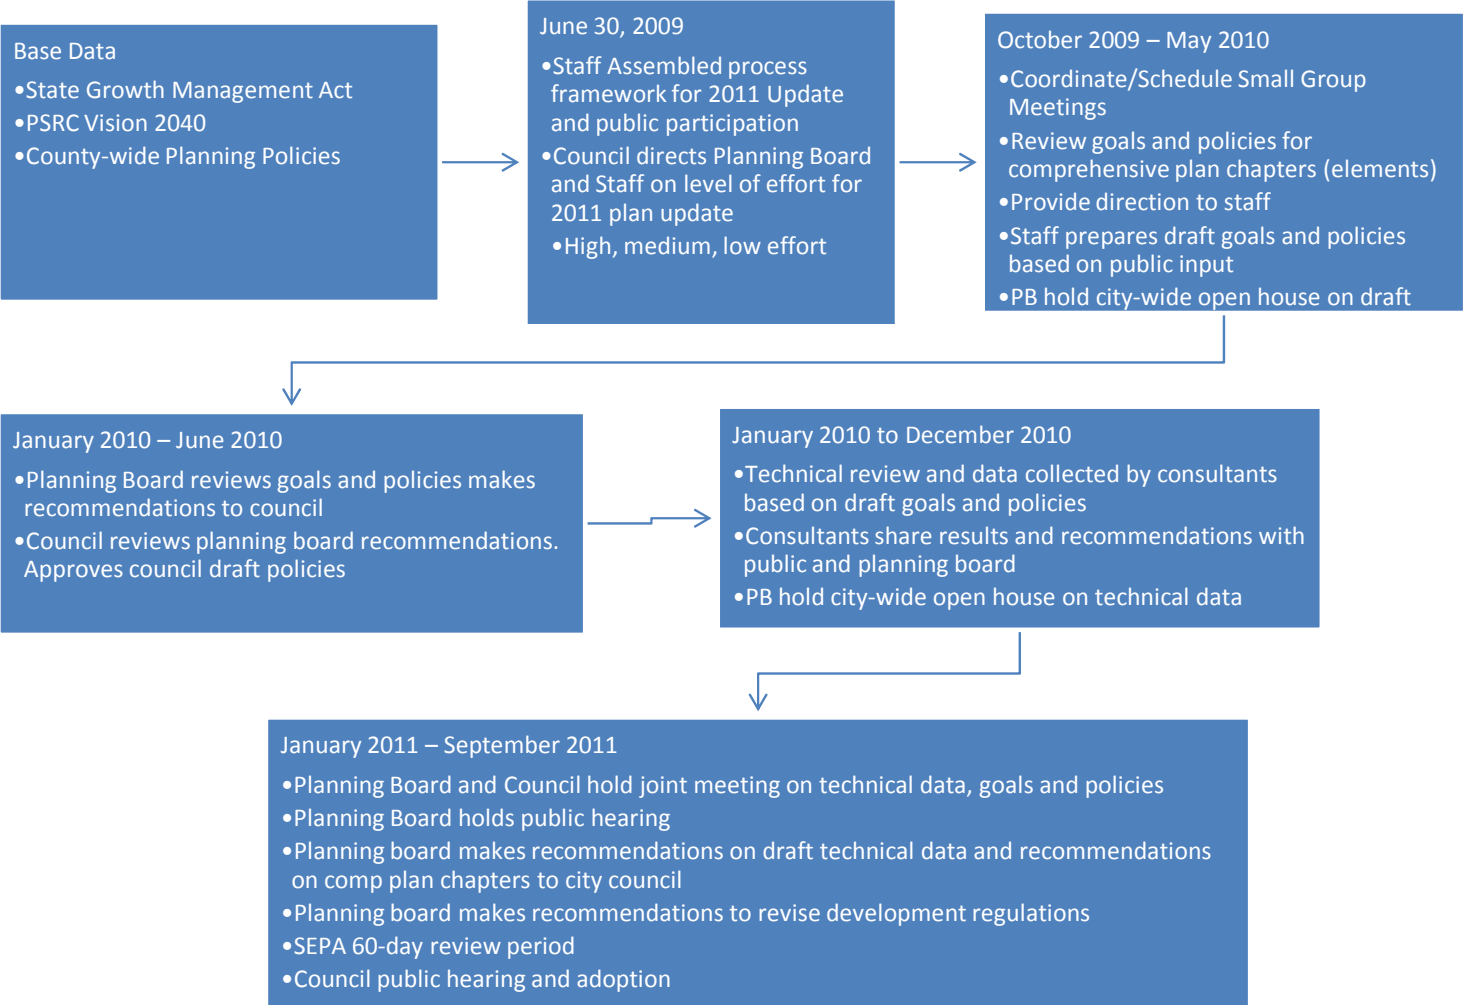 Base Data
•State Growth Management Act
•PSRC Vision 2040
•County-wide Planning Policies
June 30, 2009
•Staff Assembled process
framework for 2011 Update
and public participation
•Council directs Planning Board
and Staff on level of effort for
2011 plan update
•High, medium, low effort
October 2009 – May 2010
•Coordinate/Schedule Small Group
Meetings
•Review goals and policies for
comprehensive plan chapters (elements)
•Provide direction to staff
•Staff prepares draft goals and policies
based on public input
•PB hold city-wide open house on draft
January 2010 – June 2010
•Planning Board reviews goals and policies makes
recommendations to council
•Council reviews planning board recommendations.
Approves council draft policies
January 2010 to December 2010
•Technical review and data collected by consultants
based on draft goals and policies
•Consultants share results and recommendations with
public and planning board
•PB hold city-wide open house on technical data
January 2011 – September 2011
•Planning Board and Council hold joint meeting on technical data, goals and policies
•Planning Board holds public hearing
•Planning board makes recommendations on draft technical data and recommendations
on comp plan chapters to city council
•Planning board makes recommendations to revise development regulations
•SEPA 60-day review period
•Council public hearing and adoption